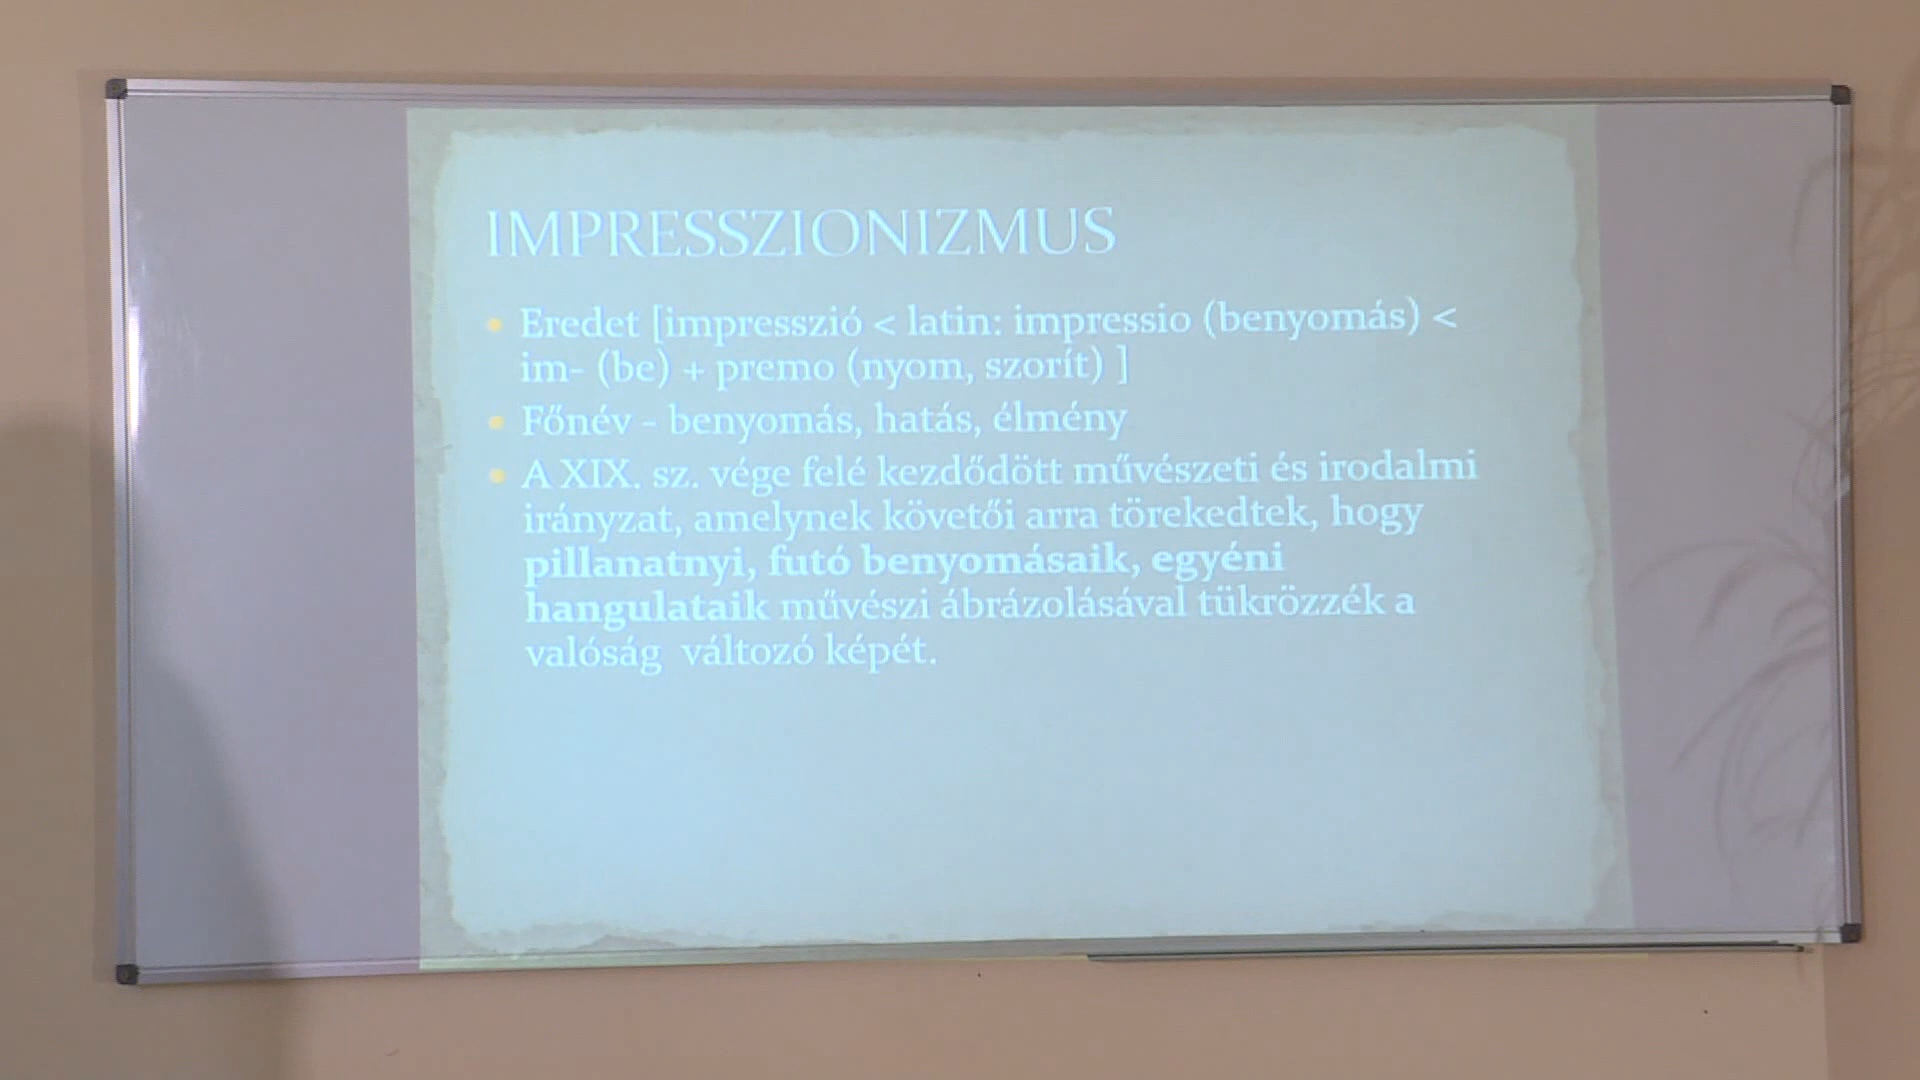 IMPRESSZIONIZMUS
• Eredet [impresszió < latin: impressio (benyomás) <
im- (be) + premo (nyom, szorít) ]
• Főnév - benyomás, hatás, élmény
• A XIX. sz. vége felé kezdődött művészeti és irodalmi
irányzat, amelynek követői arra törekedtek, hogy
pillanatnyi, futó benyomásaik, egyéni
hangulataik művészi ábrázolásával tükrözzék a
valóság  változó képét.